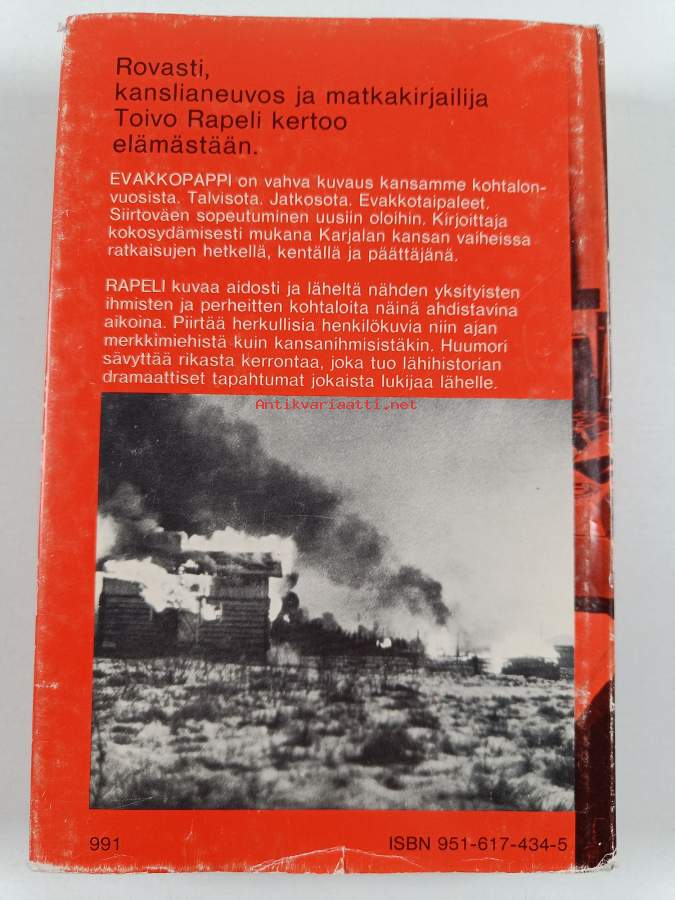 Rovasti,
kanslianeuvos ja matkakirjailija
Toivo Rapeli kertoo
elämästään.
EVAKKOPAPPI on vahva kuvaus kansamme kohtalon-
vuosista. Talvisota. Jatkosota. Evakkotaipaleet.
Siirtoväen sopeutuminen uusiin oloihin. Kirjoittaja
kokosydämisesti mukana Karjalan kansan vaiheissa
ratkaisujen hetkellä, kentällä ja päättäjänä.
RAPELI kuvaa aidosti ja läheltä nähden yksityisten
ihmisten ja perheitten kohtaloita näinä ahdistavina
aikoina. Piirtää herkullisia henkilökuvia niin ajan
merkkimiehistä kuin kansanihmisistäkin. Huumori
sävyttää rikasta kerrontaa, joka tuo lähihistorian
dramaattiset tapahtumat jokaista lukijaa lähelle.
Antikvariaatti.net
991 ISBN 951-617-434-5